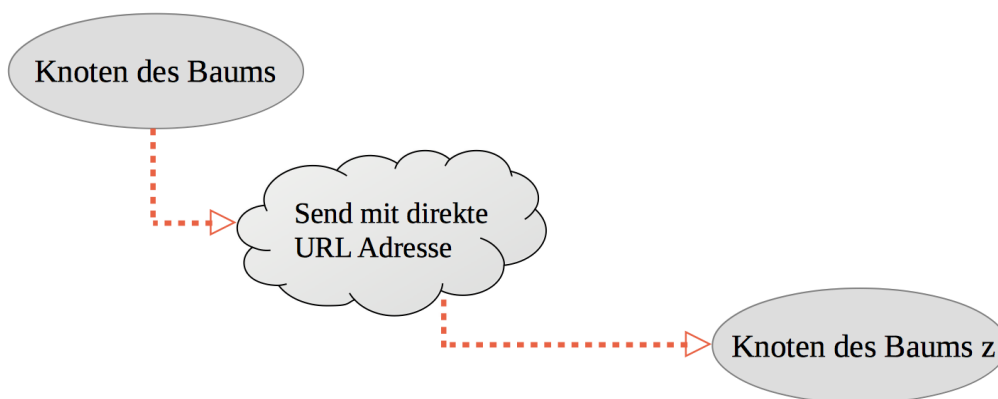 Knoten des Baums
Send mit direkte
URL Adresse
Knoten des Baums z